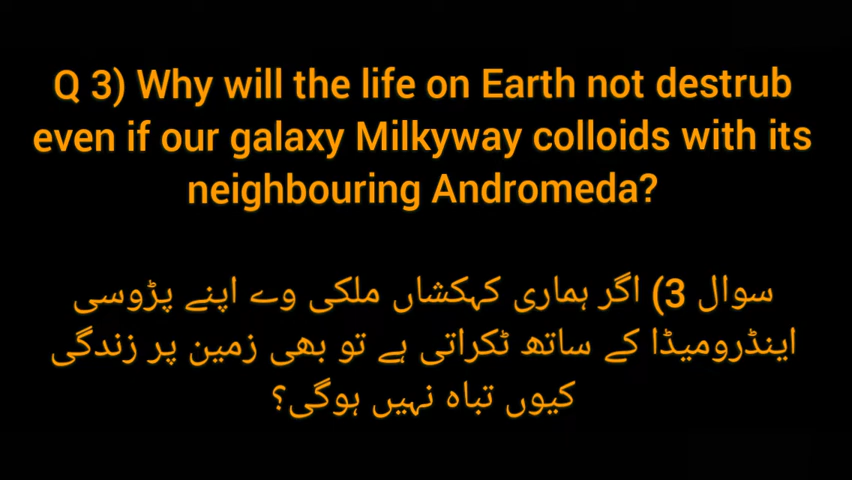 Q 3) Why will the life on Earth not destrub
even if our galaxy Milkyway colloids with its
neighbouring Andromeda?
سوال 3) اگر ہماری کہکشاں ملکی وے اپنے پڑوسی
اینڈرومیڈا کے ساتھ ٹکراتی ہے تو بھی زمین پر زندگی
کیوں تباہ نہیں ہوگی؟